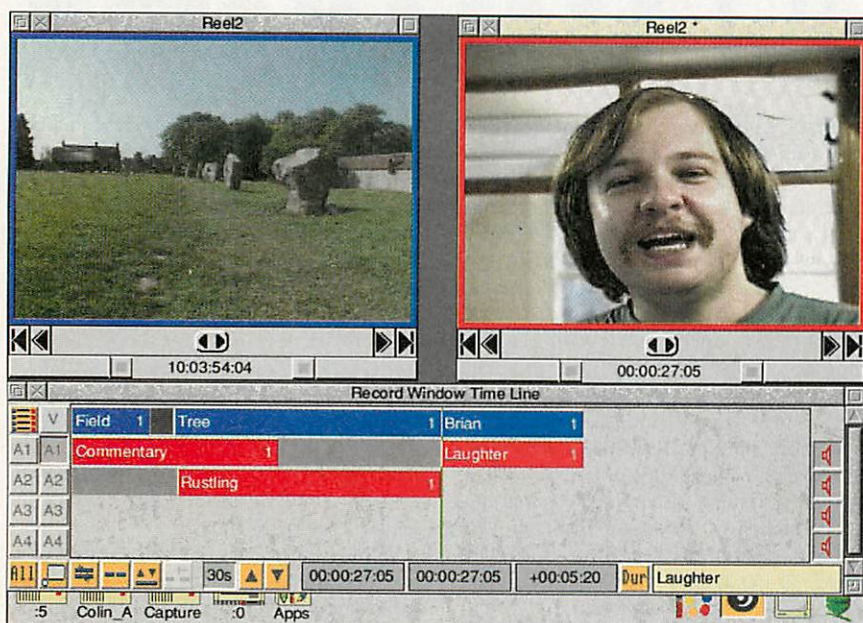 Reel2
Reel2 *
10:03:54:04
00:00:27:05
Record Window Time Line
V Field 1 Tree 1 Brian 1
A1 A1 Commentary 1 Laughter 1
A2 A2 Rustling 1
A3 A3
A4 A4
All 30s 00:00:27:05 00:00:27:05 +00:05:20 Dur Laughter
:5 Colin_A Capture :0 Apps